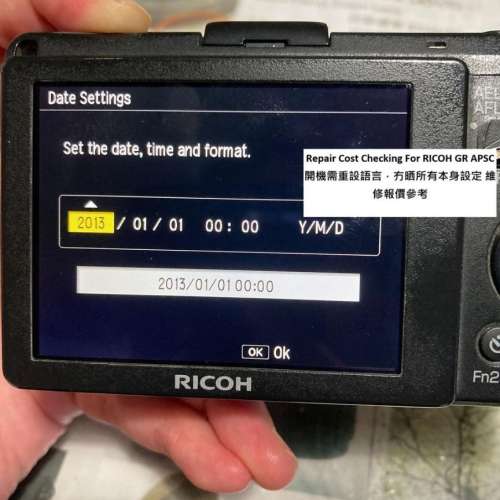 Date Settings
AEL
AFL
Set the date, time and format.
Repair Cost Checking For RICOH GR APSC
開機需重設語言，冇晒所有本身設定 維
修報價參考
2013 / 01 / 01 00 : 00 Y/M/D
2013/01/01 00:00
OK Ok
RICOH
Fn2